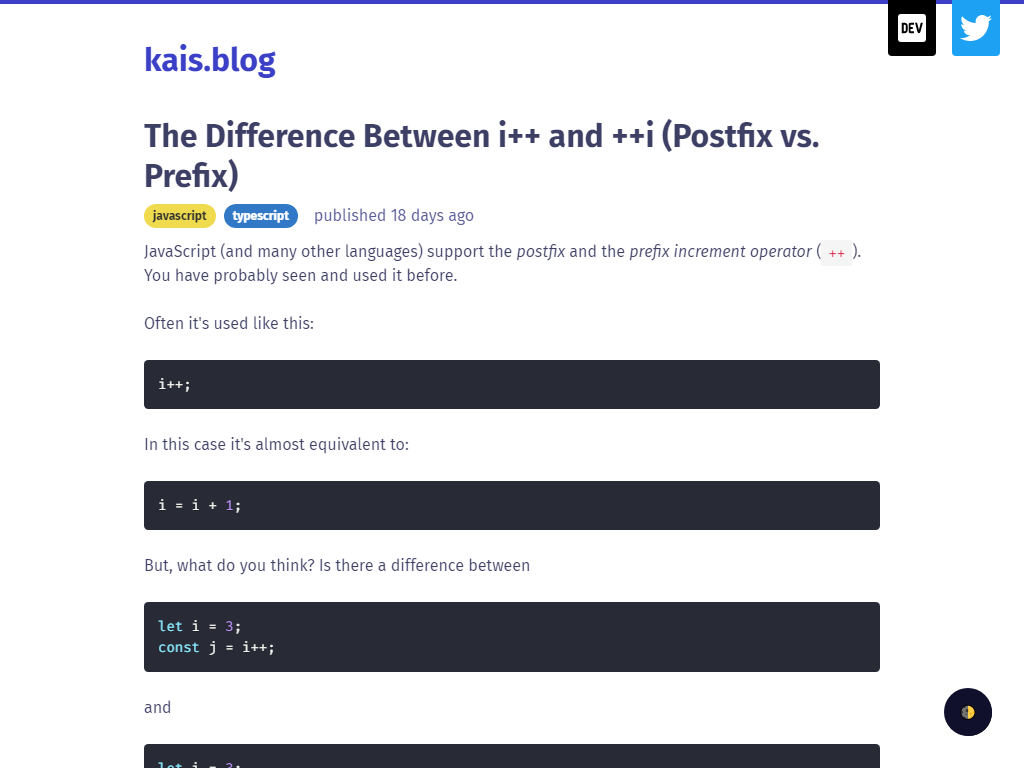 DEV
kais.blog
The Difference Between i++ and ++i (Postfix vs.
Prefix)
javascript typescript published 18 days ago
JavaScript (and many other languages) support the postfix and the prefix increment operator ( ++ ).
You have probably seen and used it before.
Often it's used like this:
i++;
In this case it's almost equivalent to:
i = i + 1;
But, what do you think? Is there a difference between
let i = 3;
const j = i++;
and
let i = 3;